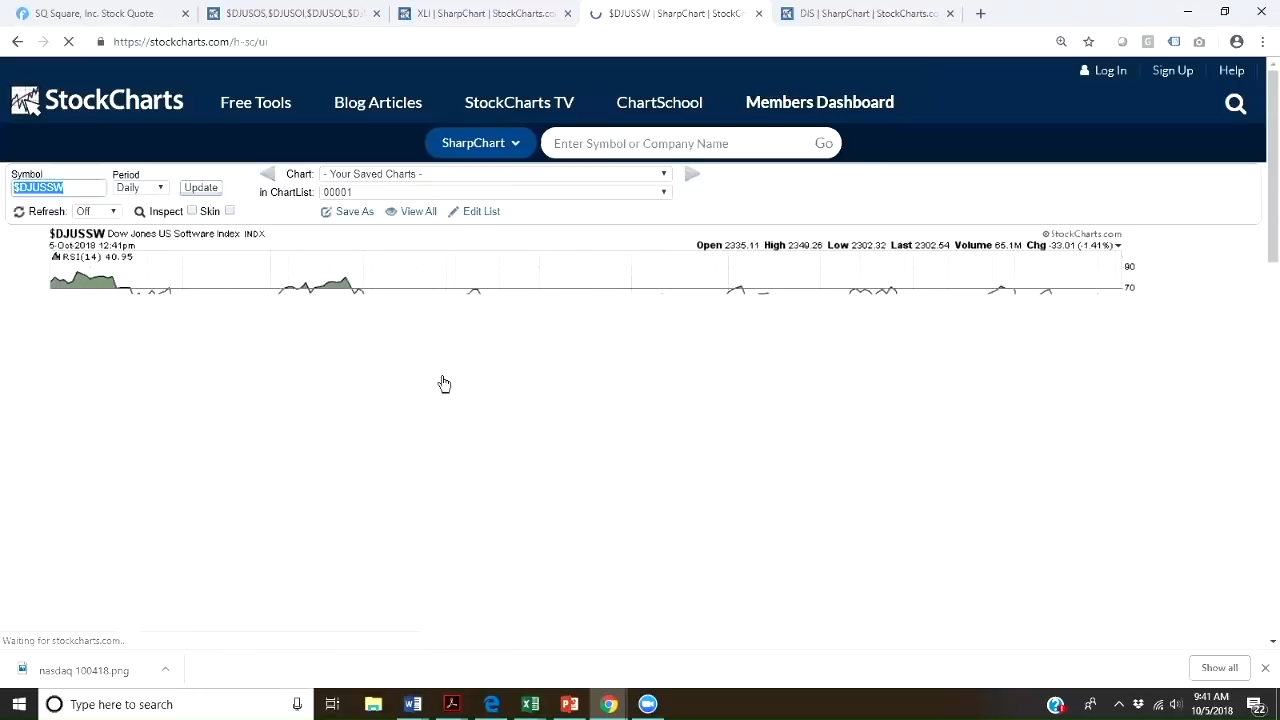 SQ Square, Inc. Stock Quote
$DJUSOS,$DJUSOI,$DJUSOL,$DJ
XLI | SharpChart | StockCharts.co
$DJUSSW | SharpChart | StockCh
DIS | SharpChart | StockCharts.co
https://stockcharts.com/h-sc/ui
Log In Sign Up Help
StockCharts Free Tools Blog Articles StockCharts TV ChartSchool Members Dashboard
SharpChart Enter Symbol or Company Name Go
Symbol Period Chart: - Your Saved Charts -
$DJUSSW Daily Update in ChartList: 00001
Refresh: Off Inspect Skin Save As View All Edit List
$DJUSSW Dow Jones US Software Index INDX © StockCharts.com
5-Oct-2018 12:41pm Open 2335.11 High 2349.26 Low 2302.32 Last 2302.54 Volume 65.1M Chg -33.01 (-1.41%)
RSI(14) 40.95
90
70
Waiting for stockcharts.com...
nasdaq 100418.png Show all
Type here to search
9:41 AM
10/5/2018
22